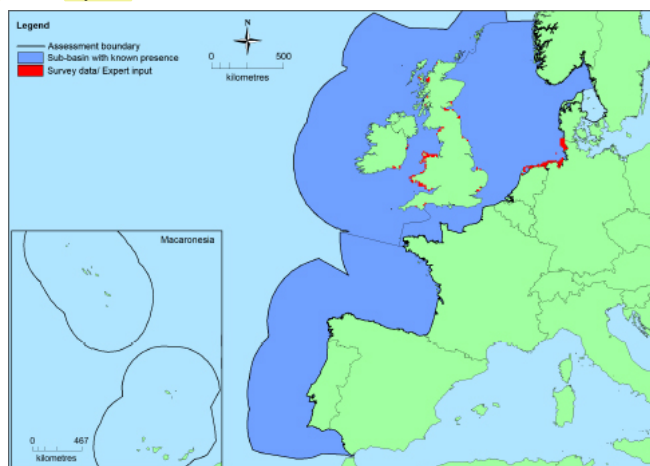 Legend
Assessment boundary
Sub-basin with known presence
Survey data/ Expert input
N
0 500
kilometres
Macaronesia
0 467
kilometres